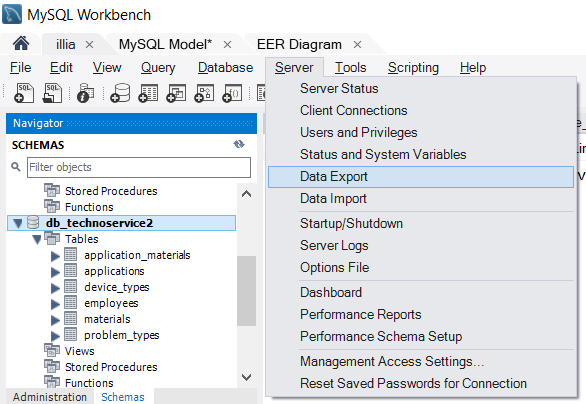 MySQL Workbench
illia × MySQL Model* × EER Diagram ×
File Edit View Query Database Server Tools Scripting Help
SQL SQL
Navigator
SCHEMAS
Filter objects
Stored Procedures
Functions
db_technoservice2
Tables
application_materials
applications
device_types
employees
materials
problem_types
Views
Stored Procedures
Functions
Administration Schemas
Server Status
Client Connections
Users and Privileges
Status and System Variables
Data Export
Data Import
Startup/Shutdown
Server Logs
Options File
Dashboard
Performance Reports
Performance Schema Setup
Management Access Settings...
Reset Saved Passwords for Connection